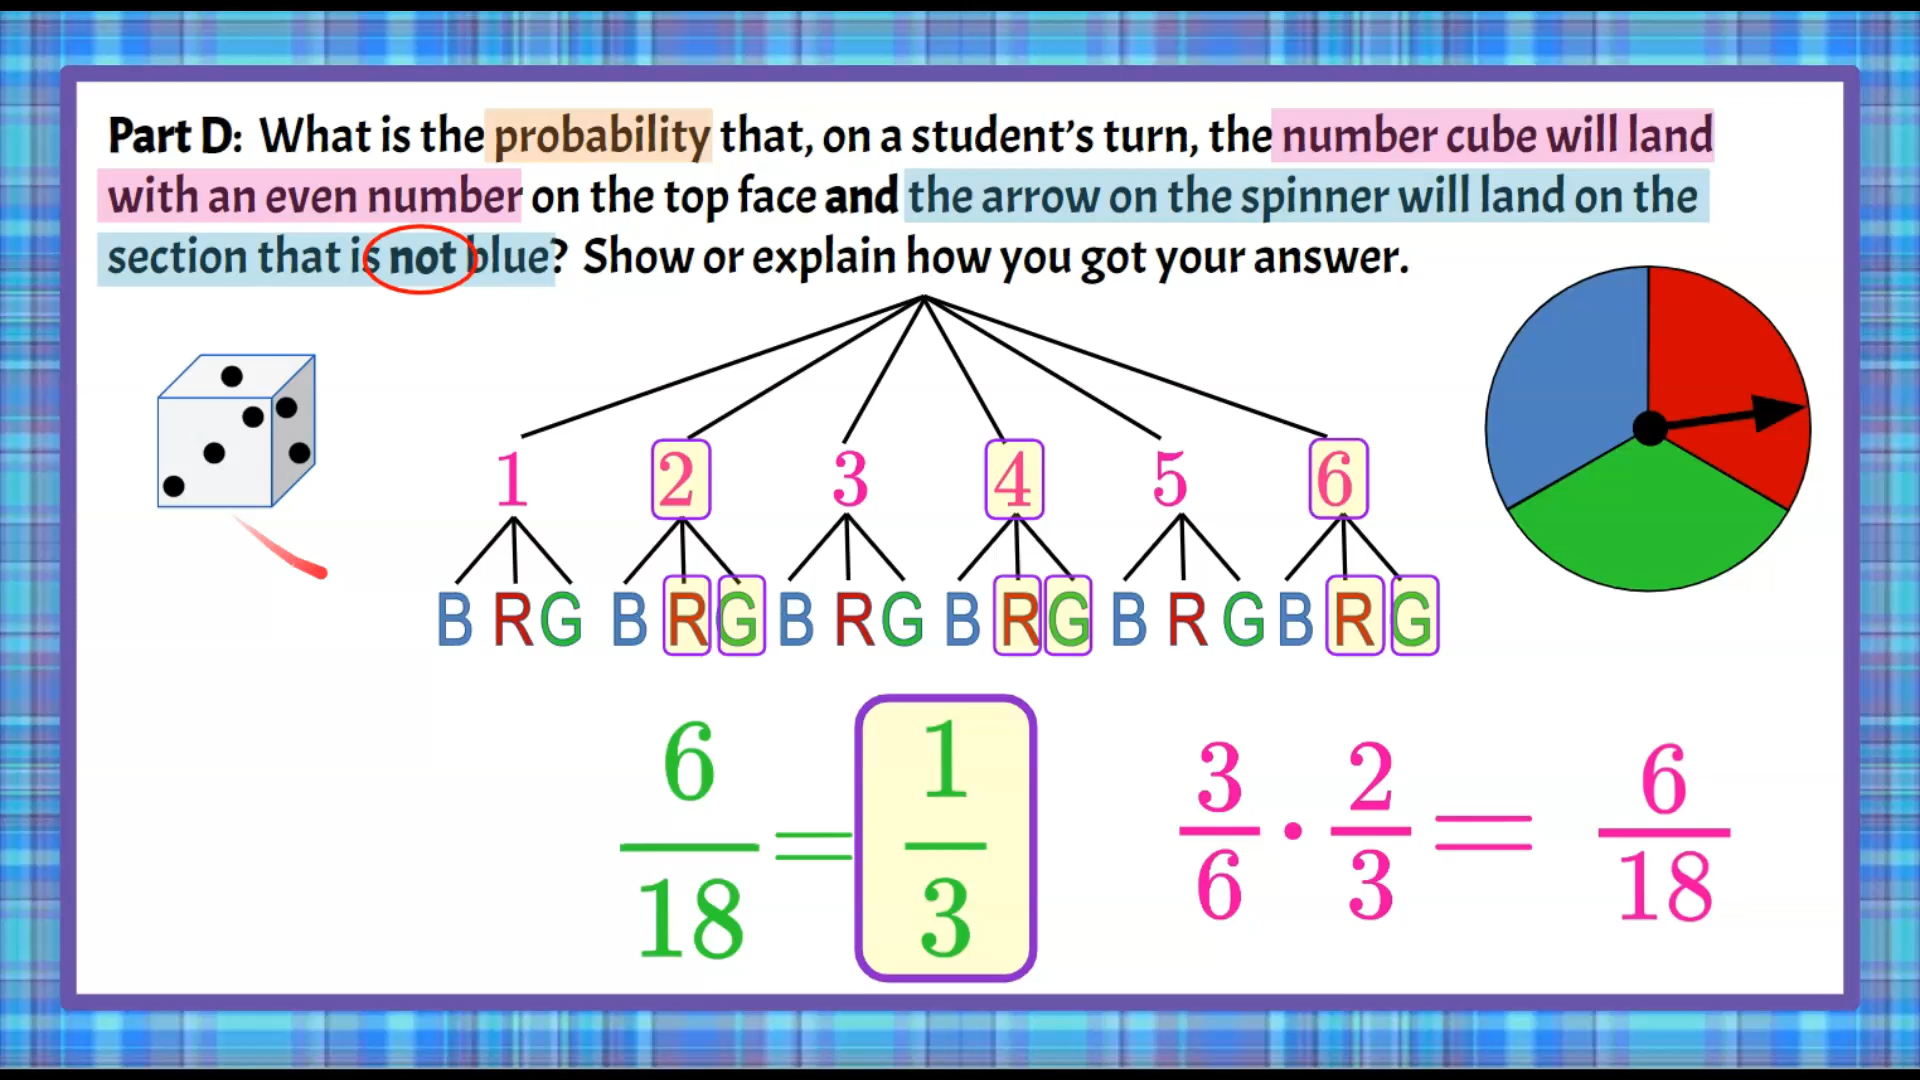 Part D: What is the probability that, on a student's turn, the number cube will land
with an even number on the top face and the arrow on the spinner will land on the
section that is not blue? Show or explain how you got your answer.
1 2 3 4 5 6
B R G B R G B R G B R G B R G B R G
6/18 = 1/3
3/6 · 2/3 = 6/18